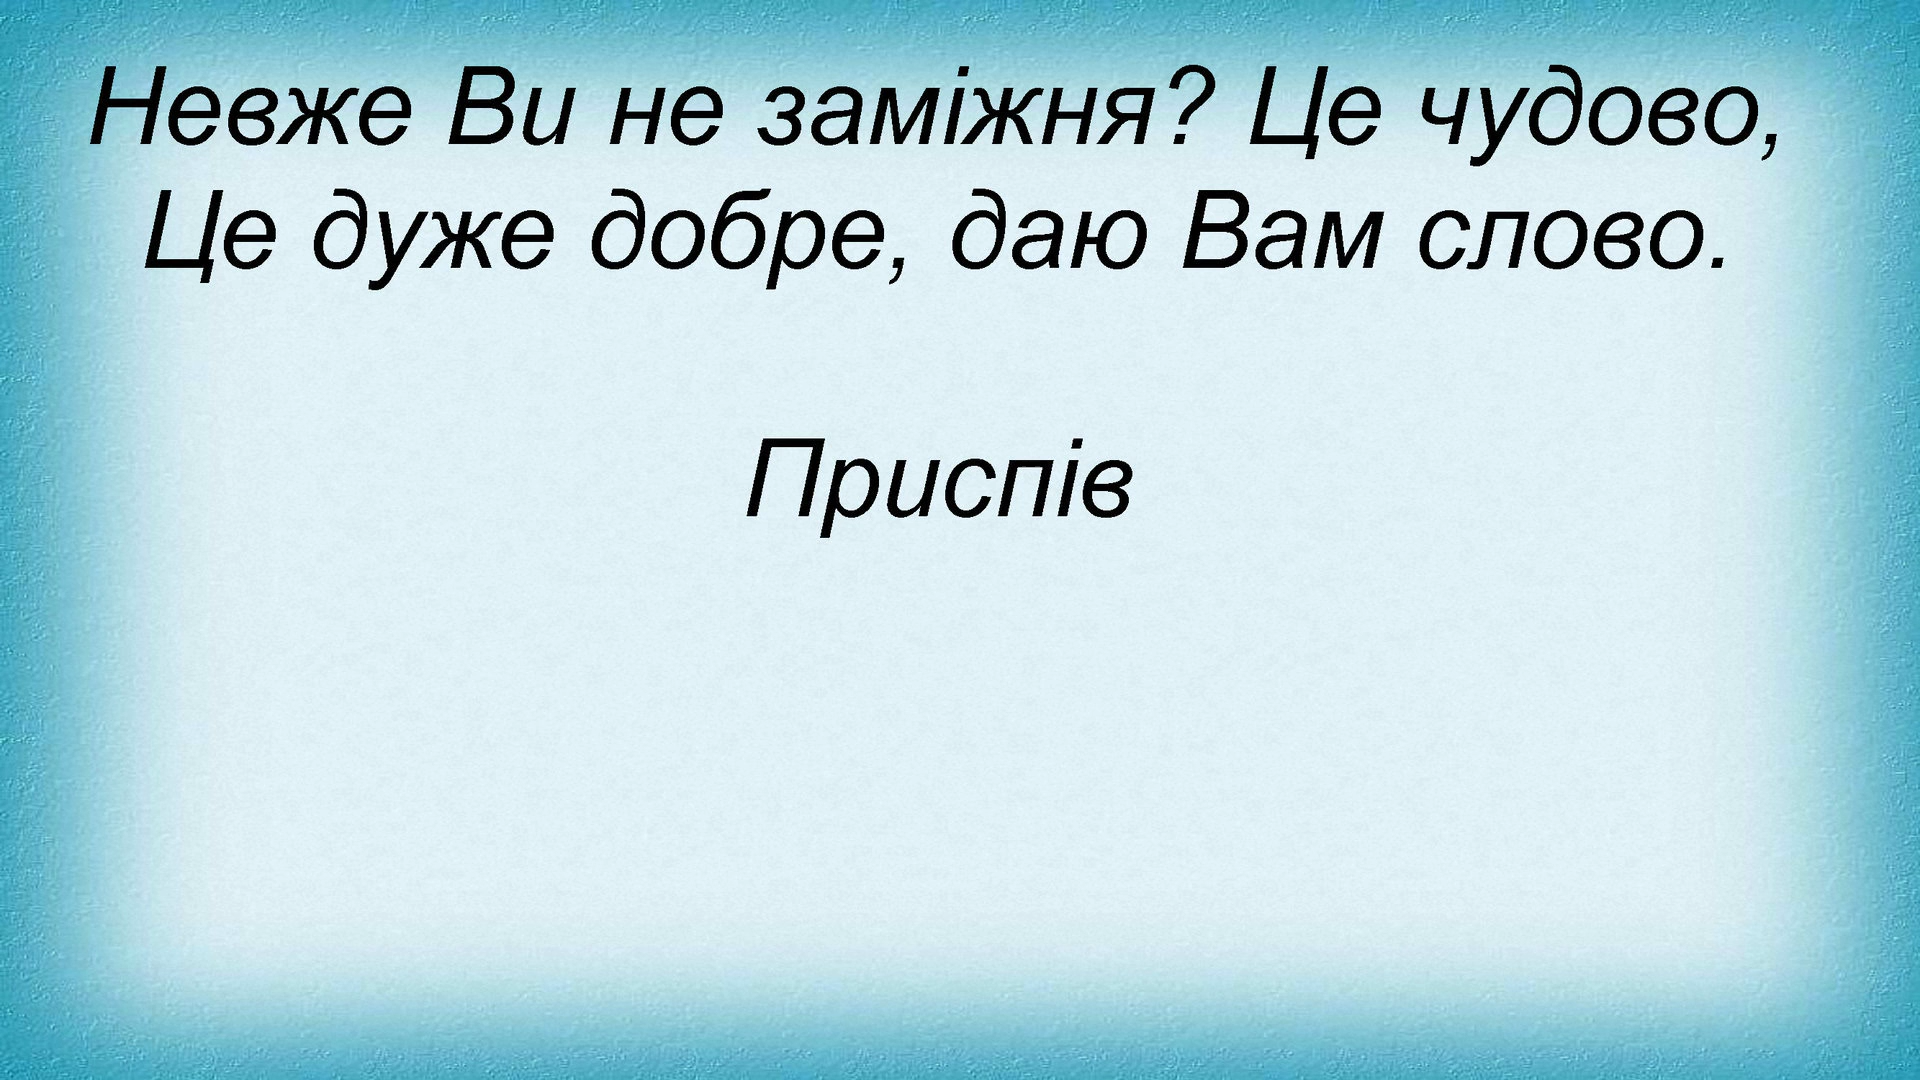 Невже Ви не заміжня? Це чудово,
Це дуже добре, даю Вам слово.
Приспів